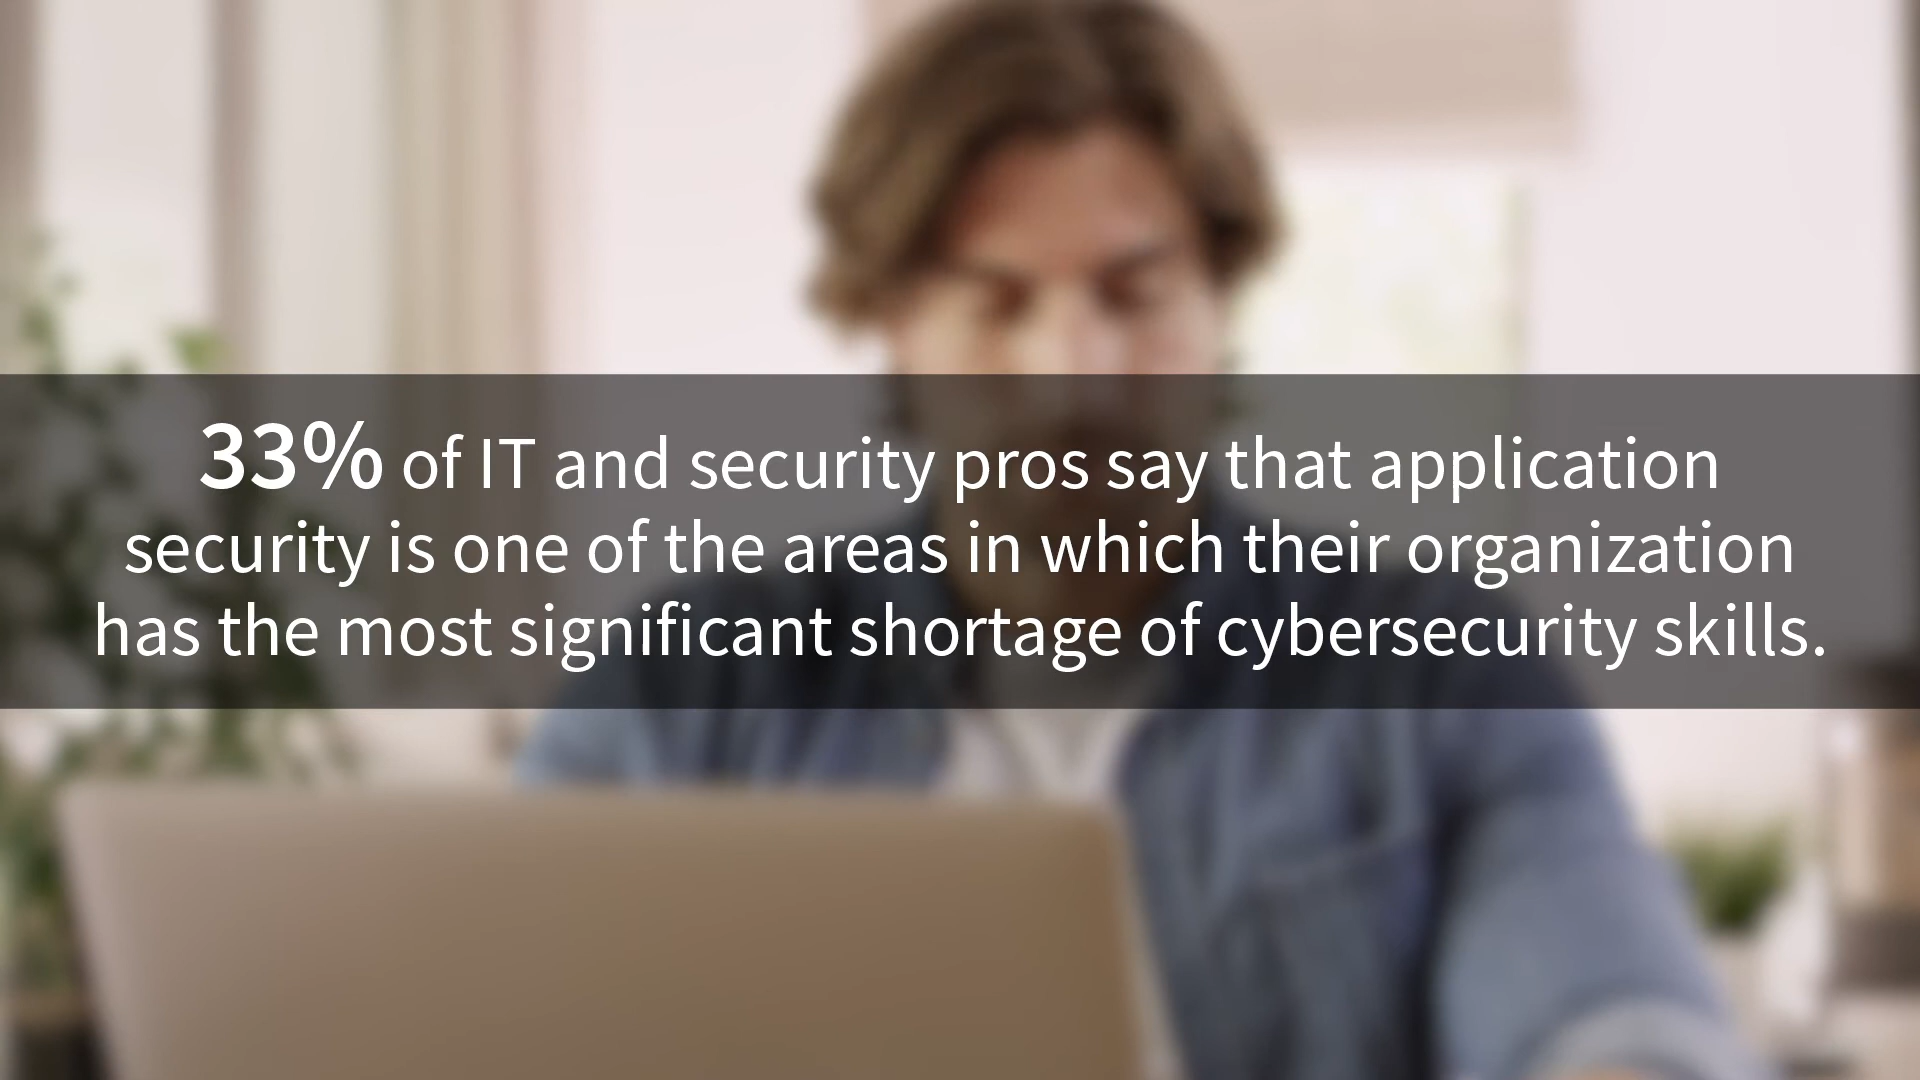 33% of IT and security pros say that application
security is one of the areas in which their organization
has the most significant shortage of cybersecurity skills.